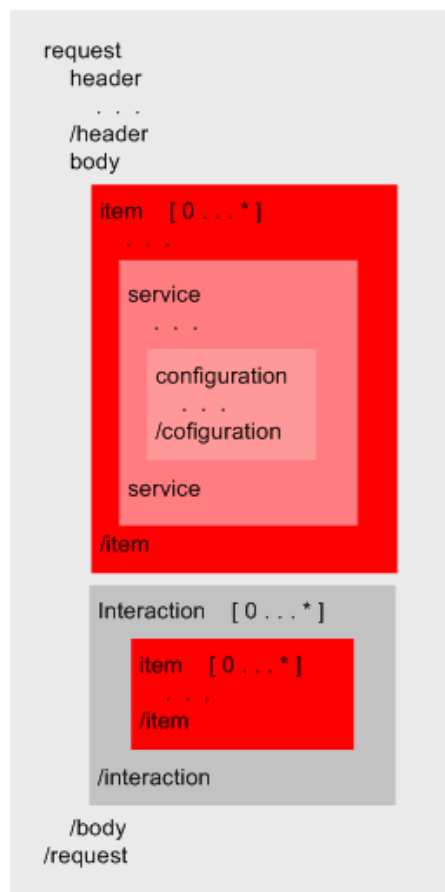 request
header
. . .
/header
body
item [ 0 . . . * ]
. . .
service
. . .
configuration
. . .
/cofiguration
service
/item
Interaction [ 0 . . . * ]
item [ 0 . . . * ]
. . .
/item
/interaction
/body
/request